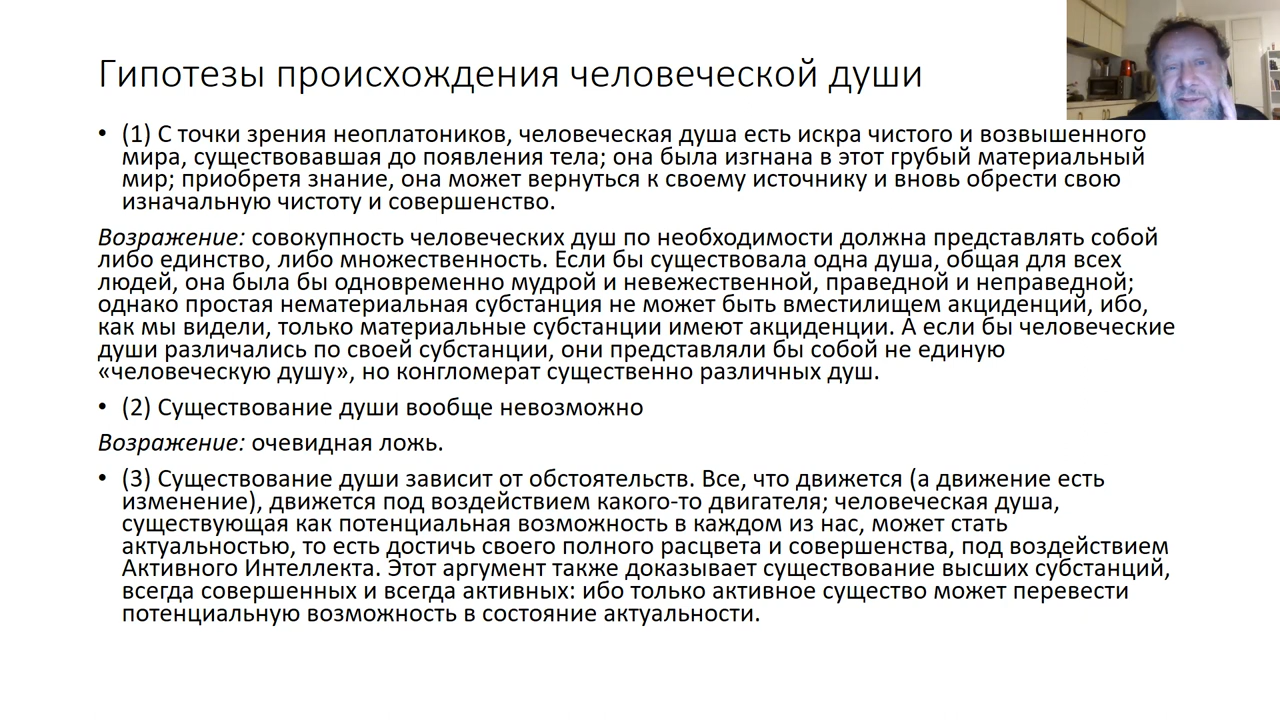 Гипотезы происхождения человеческой души
• (1) С точки зрения неоплатоников, человеческая душа есть искра чистого и возвышенного
мира, существовавшая до появления тела; она была изгнана в этот грубый материальный
мир; приобретя знание, она может вернуться к своему источнику и вновь обрести свою
изначальную чистоту и совершенство.
Возражение: совокупность человеческих душ по необходимости должна представлять собой
либо единство, либо множественность. Если бы существовала одна душа, общая для всех
людей, она была бы одновременно мудрой и невежественной, праведной и неправедной;
однако простая нематериальная субстанция не может быть вместилищем акциденций, ибо,
как мы видели, только материальные субстанции имеют акциденции. А если бы человеческие
души различались по своей субстанции, они представляли бы собой не единую
«человеческую душу», но конгломерат существенно различных душ.
• (2) Существование души вообще невозможно
Возражение: очевидная ложь.
• (3) Существование души зависит от обстоятельств. Все, что движется (а движение есть
изменение), движется под воздействием какого-то двигателя; человеческая душа,
существующая как потенциальная возможность в каждом из нас, может стать
актуальностью, то есть достичь своего полного расцвета и совершенства, под воздействием
Активного Интеллекта. Этот аргумент также доказывает существование высших субстанций,
всегда совершенных и всегда активных: ибо только активное существо может перевести
потенциальную возможность в состояние актуальности.